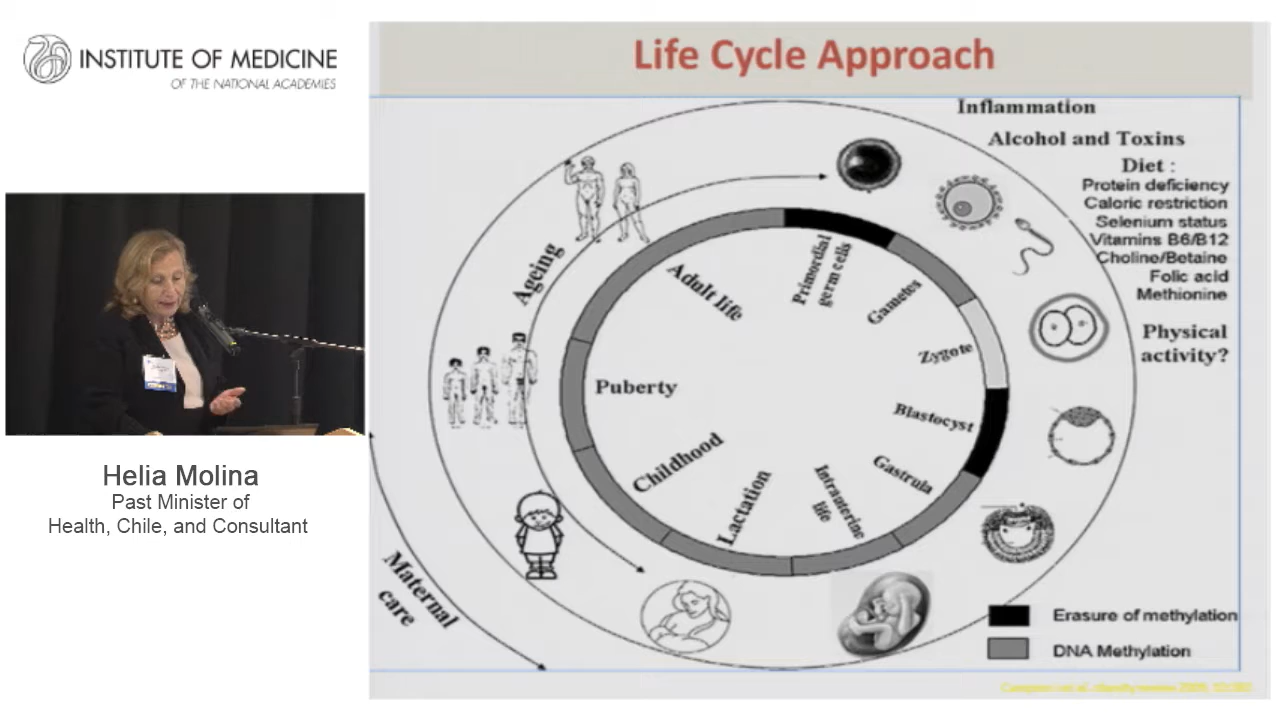 INSTITUTE OF MEDICINE
OF THE NATIONAL ACADEMIES
Helia Molina
Past Minister of
Health, Chile, and Consultant
Life Cycle Approach
Inflammation
Alcohol and Toxins
Diet :
Protein deficiency
Caloric restriction
Selenium status
Vitamins B6/B12
Choline/Betaine
Folic acid
Methionine
Physical
activity?
Primordial
germ cells
Gametes
Zygote
Blastocyst
Gastrula
Intrauterine
life
Lactation
Childhood
Puberty
Adult life
Ageing
Maternal
care
Erasure of methylation
DNA Methylation